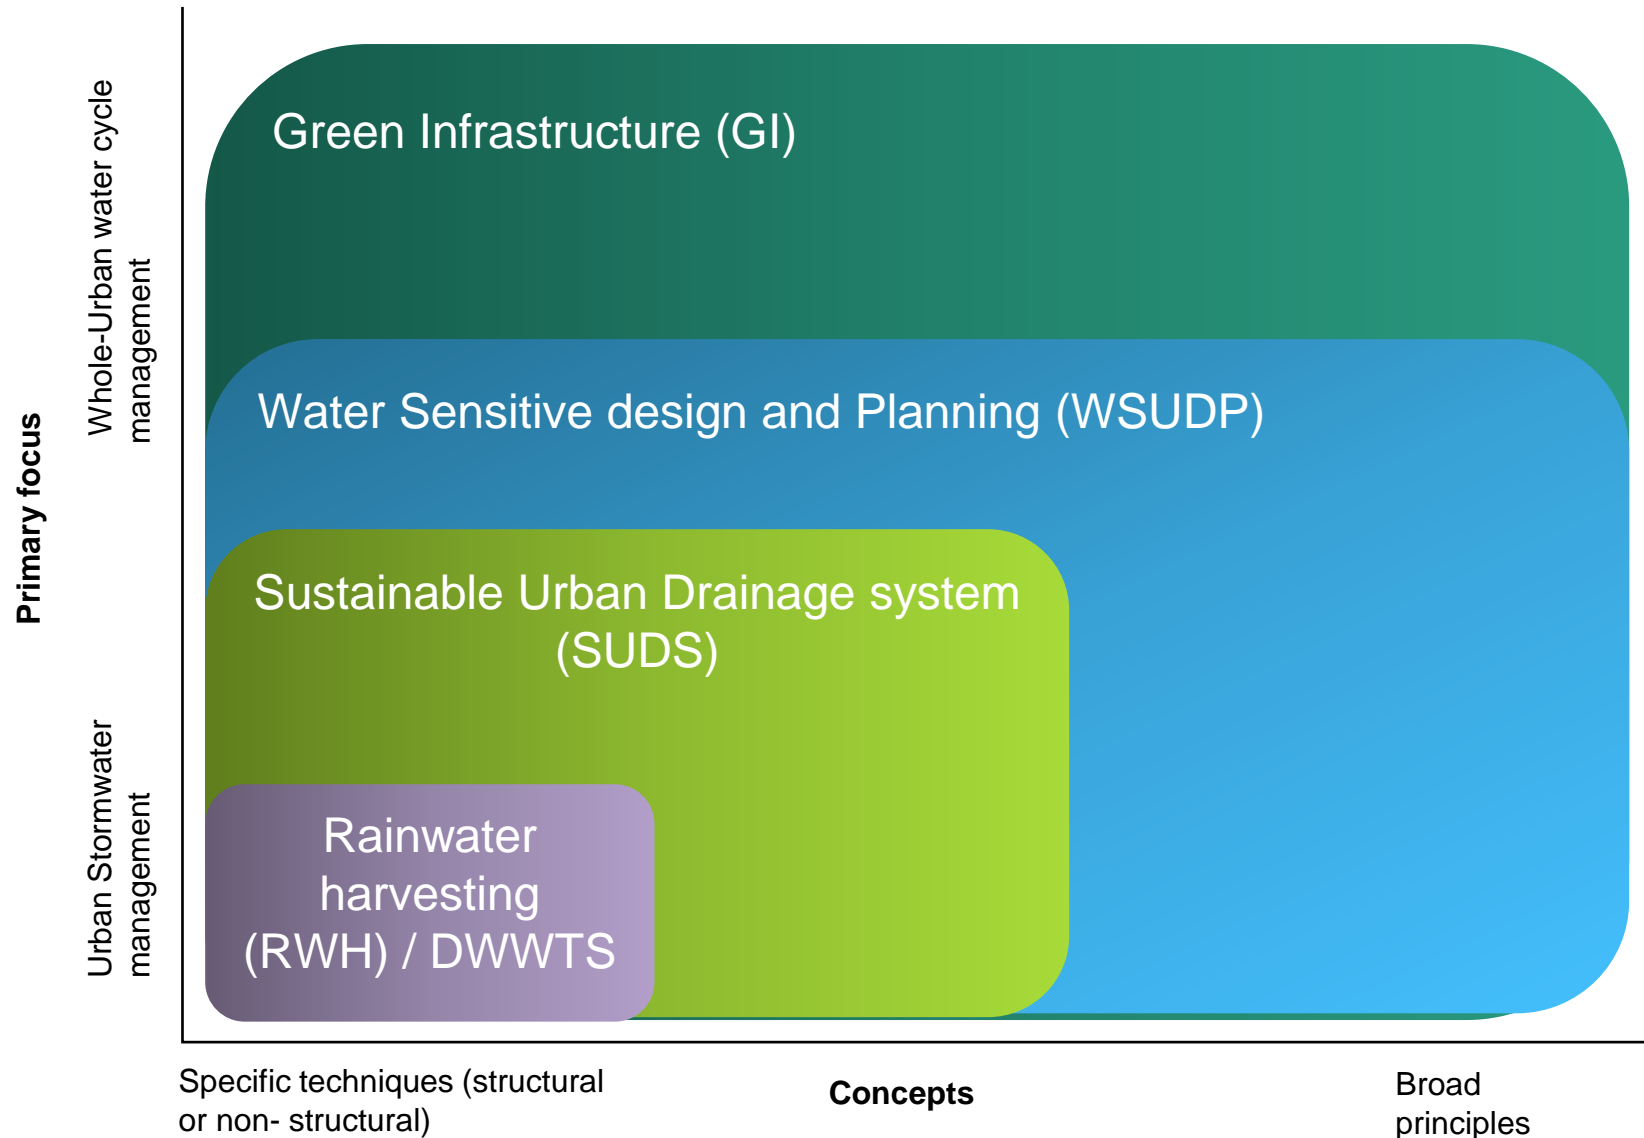 Green Infrastructure (GI)
Water Sensitive design and Planning (WSUDP)
Sustainable Urban Drainage system
(SUDS)
Rainwater
harvesting
(RWH) / DWWTS
Primary focus
Whole-Urban water cycle
management
Urban Stormwater
management
Specific techniques (structural
or non- structural)
Concepts
Broad
principles